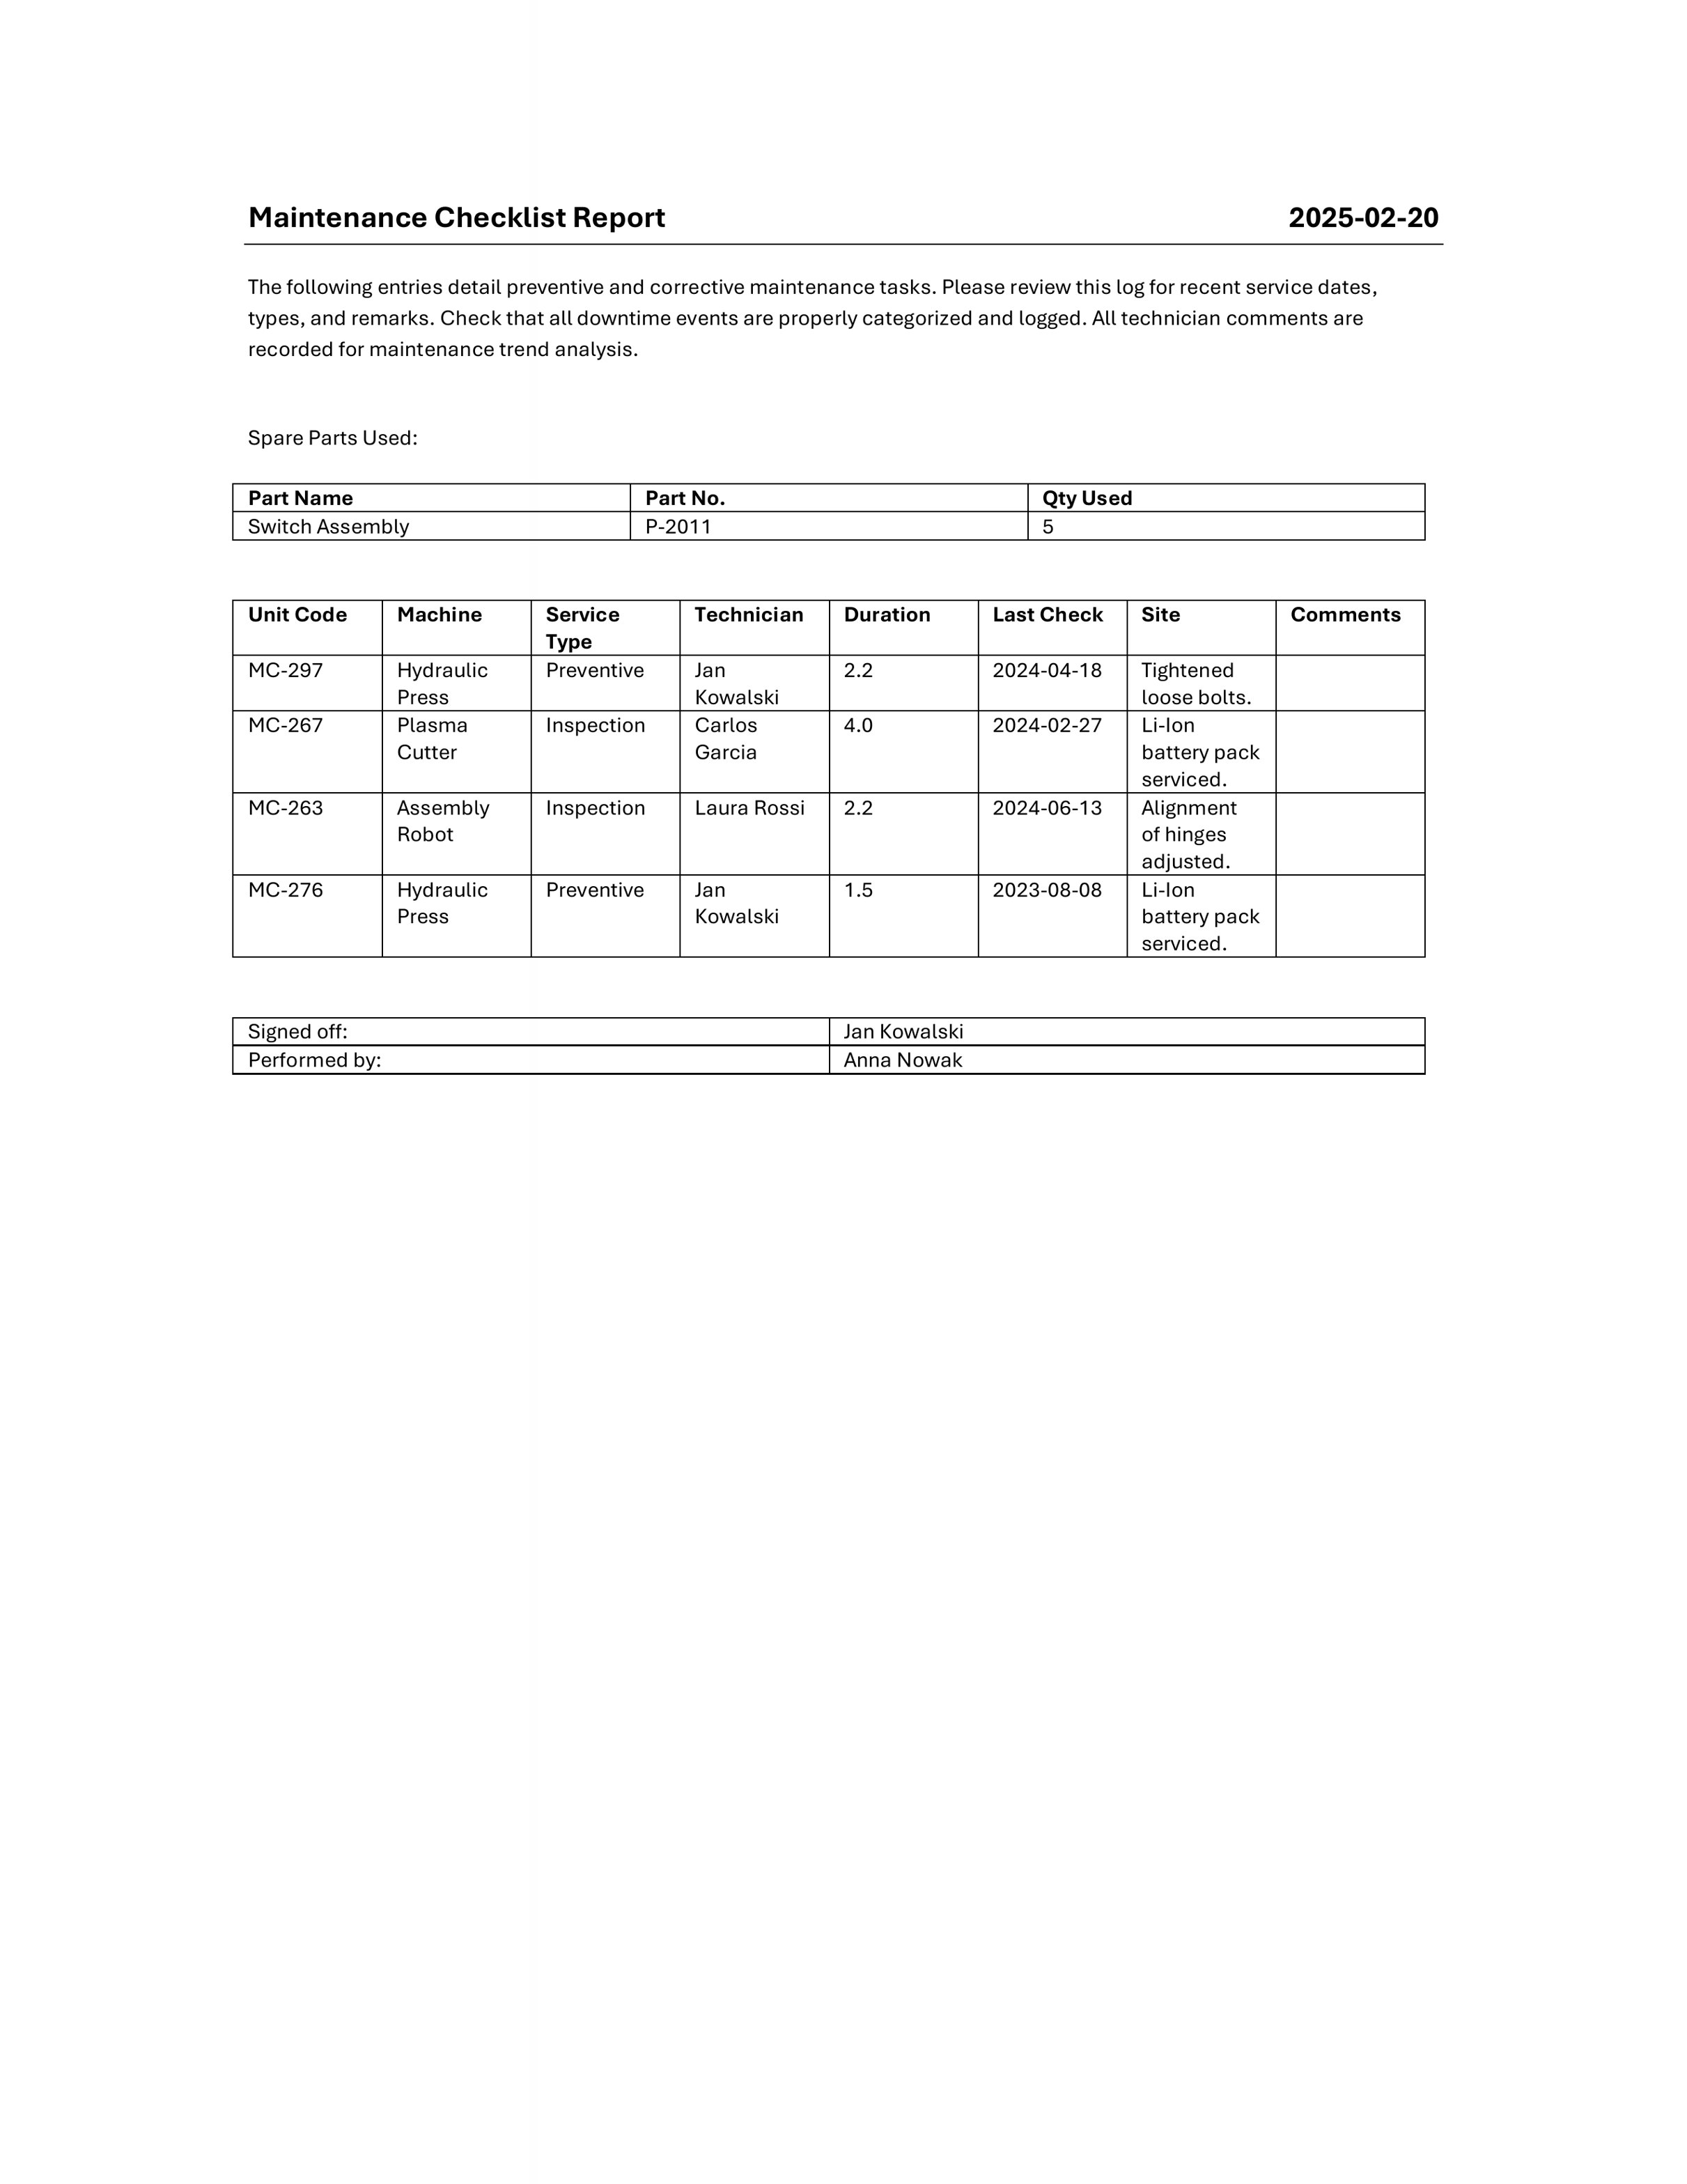 Maintenance Checklist Report 2025-02-20
The following entries detail preventive and corrective maintenance tasks. Please review this log for recent service dates,
types, and remarks. Check that all downtime events are properly categorized and logged. All technician comments are
recorded for maintenance trend analysis.
Spare Parts Used:
Part Name Part No. Qty Used
Switch Assembly P-2011 5
Unit Code Machine Service Type Technician Duration Last Check Site Comments
MC-297 Hydraulic Press Preventive Jan Kowalski 2.2 2024-04-18 Tightened loose bolts.
MC-267 Plasma Cutter Inspection Carlos Garcia 4.0 2024-02-27 Li-Ion battery pack serviced.
MC-263 Assembly Robot Inspection Laura Rossi 2.2 2024-06-13 Alignment of hinges adjusted.
MC-276 Hydraulic Press Preventive Jan Kowalski 1.5 2023-08-08 Li-Ion battery pack serviced.
Signed off: Jan Kowalski
Performed by: Anna Nowak